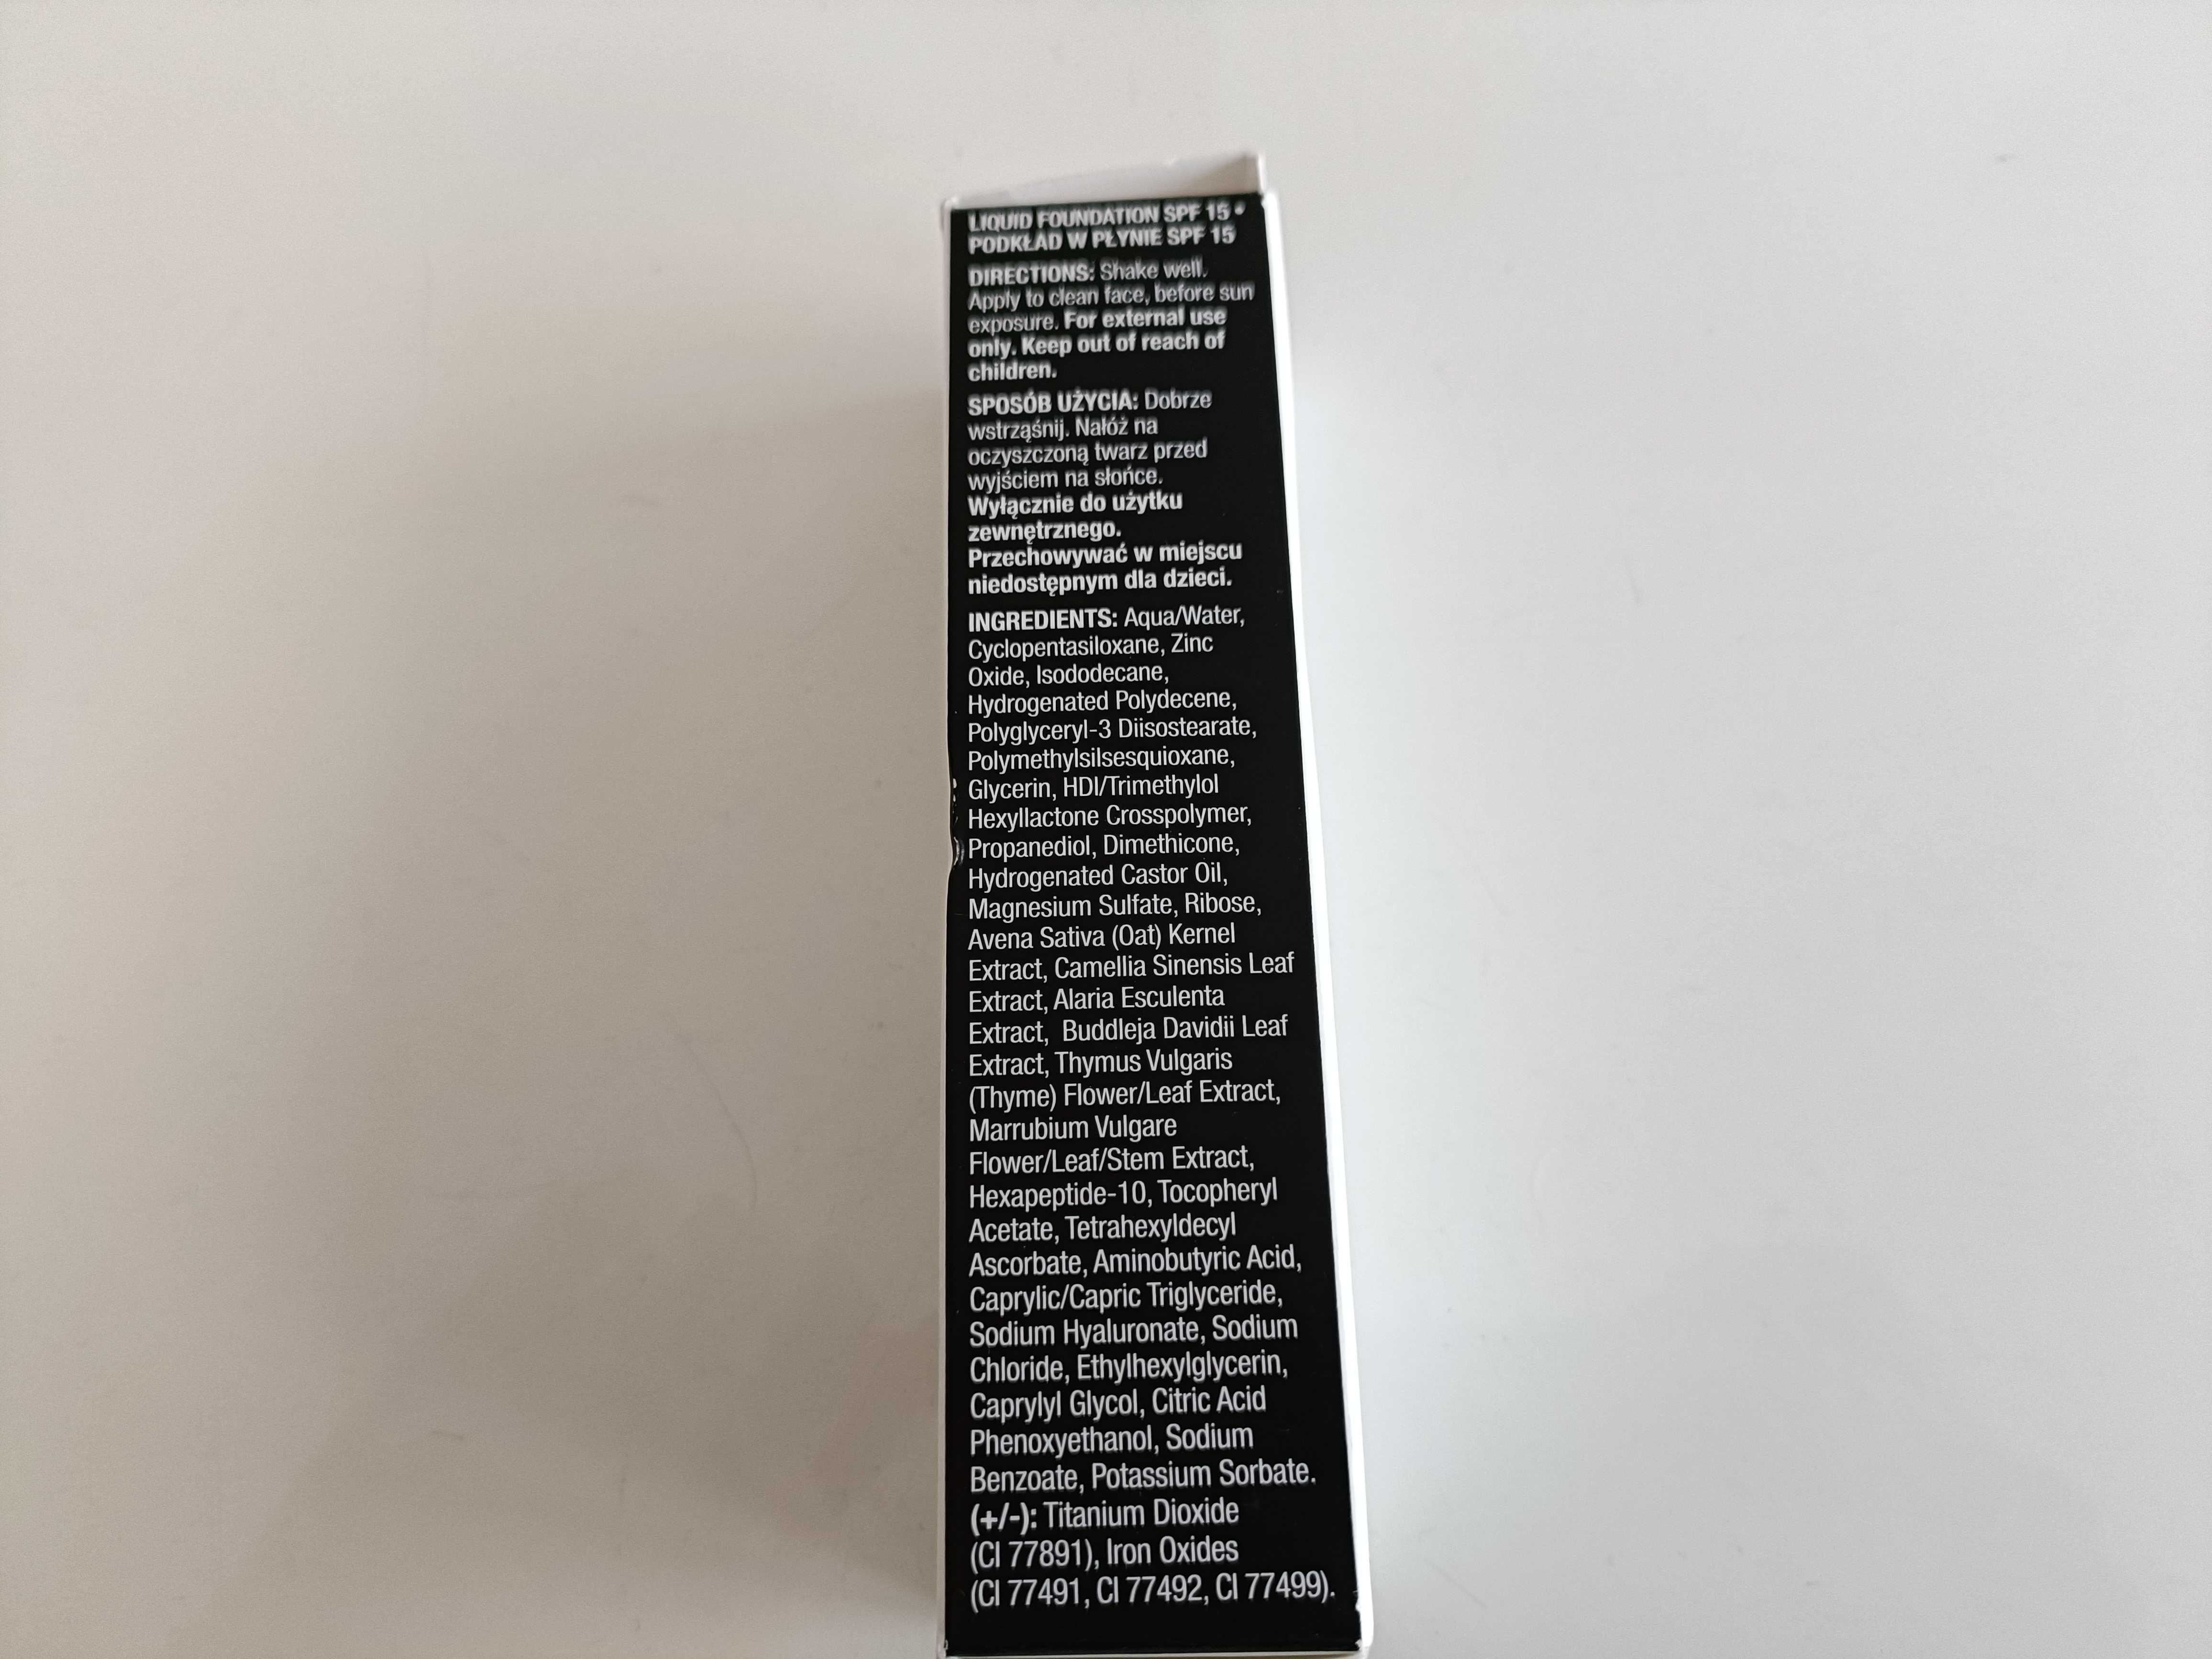 LIQUID FOUNDATION SPF 15 •
PODKŁAD W PŁYNIE SPF 15
DIRECTIONS: Shake well.
Apply to clean face, before sun
exposure. For external use
only. Keep out of reach of
children.
SPOSÓB UŻYCIA: Dobrze
wstrząśnij. Nałóż na
oczyszczoną twarz przed
wyjściem na słońce.
Wyłącznie do użytku
zewnętrznego.
Przechowywać w miejscu
niedostępnym dla dzieci.
INGREDIENTS: Aqua/Water,
Cyclopentasiloxane, Zinc
Oxide, Isododecane,
Hydrogenated Polydecene,
Polyglyceryl-3 Diisostearate,
Polymethylsilsesquioxane,
Glycerin, HDI/Trimethylol
Hexyllactone Crosspolymer,
Propanediol, Dimethicone,
Hydrogenated Castor Oil,
Magnesium Sulfate, Ribose,
Avena Sativa (Oat) Kernel
Extract, Camellia Sinensis Leaf
Extract, Alaria Esculenta
Extract, Buddleja Davidii Leaf
Extract, Thymus Vulgaris
(Thyme) Flower/Leaf Extract,
Marrubium Vulgare
Flower/Leaf/Stem Extract,
Hexapeptide-10, Tocopheryl
Acetate, Tetrahexyldecyl
Ascorbate, Aminobutyric Acid,
Caprylic/Capric Triglyceride,
Sodium Hyaluronate, Sodium
Chloride, Ethylhexylglycerin,
Caprylyl Glycol, Citric Acid
Phenoxyethanol, Sodium
Benzoate, Potassium Sorbate.
(+/-): Titanium Dioxide
(CI 77891), Iron Oxides
(CI 77491, CI 77492, CI 77499).